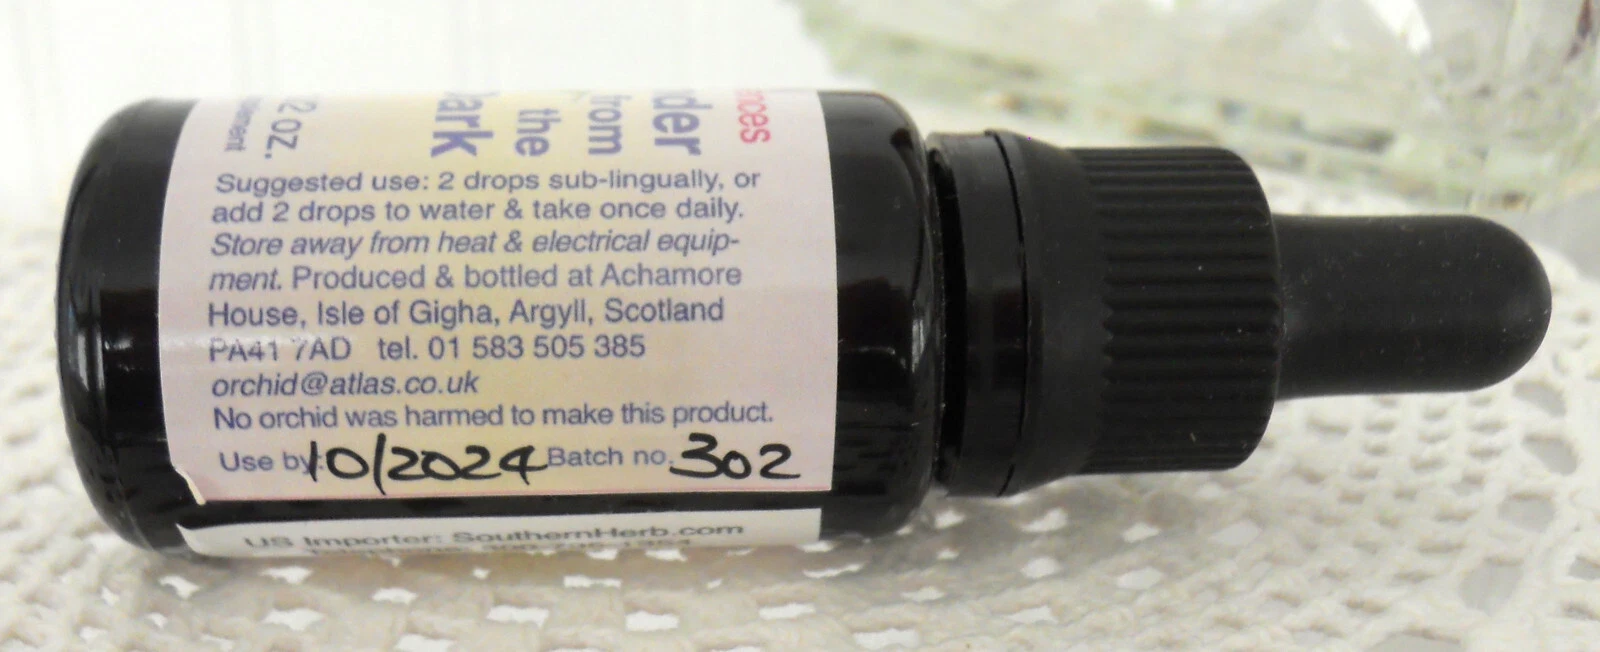 from
the
2 oz.
Suggested use: 2 drops sub-lingually, or
add 2 drops to water & take once daily.
Store away from heat & electrical equip-
ment. Produced & bottled at Achamore
House, Isle of Gigha, Argyll, Scotland
PA41 7AD tel. 01 583 505 385
orchid@atlas.co.uk
No orchid was harmed to make this product.
Use by: 10/2024 Batch no. 302
US Importer: SouthernHerb.com